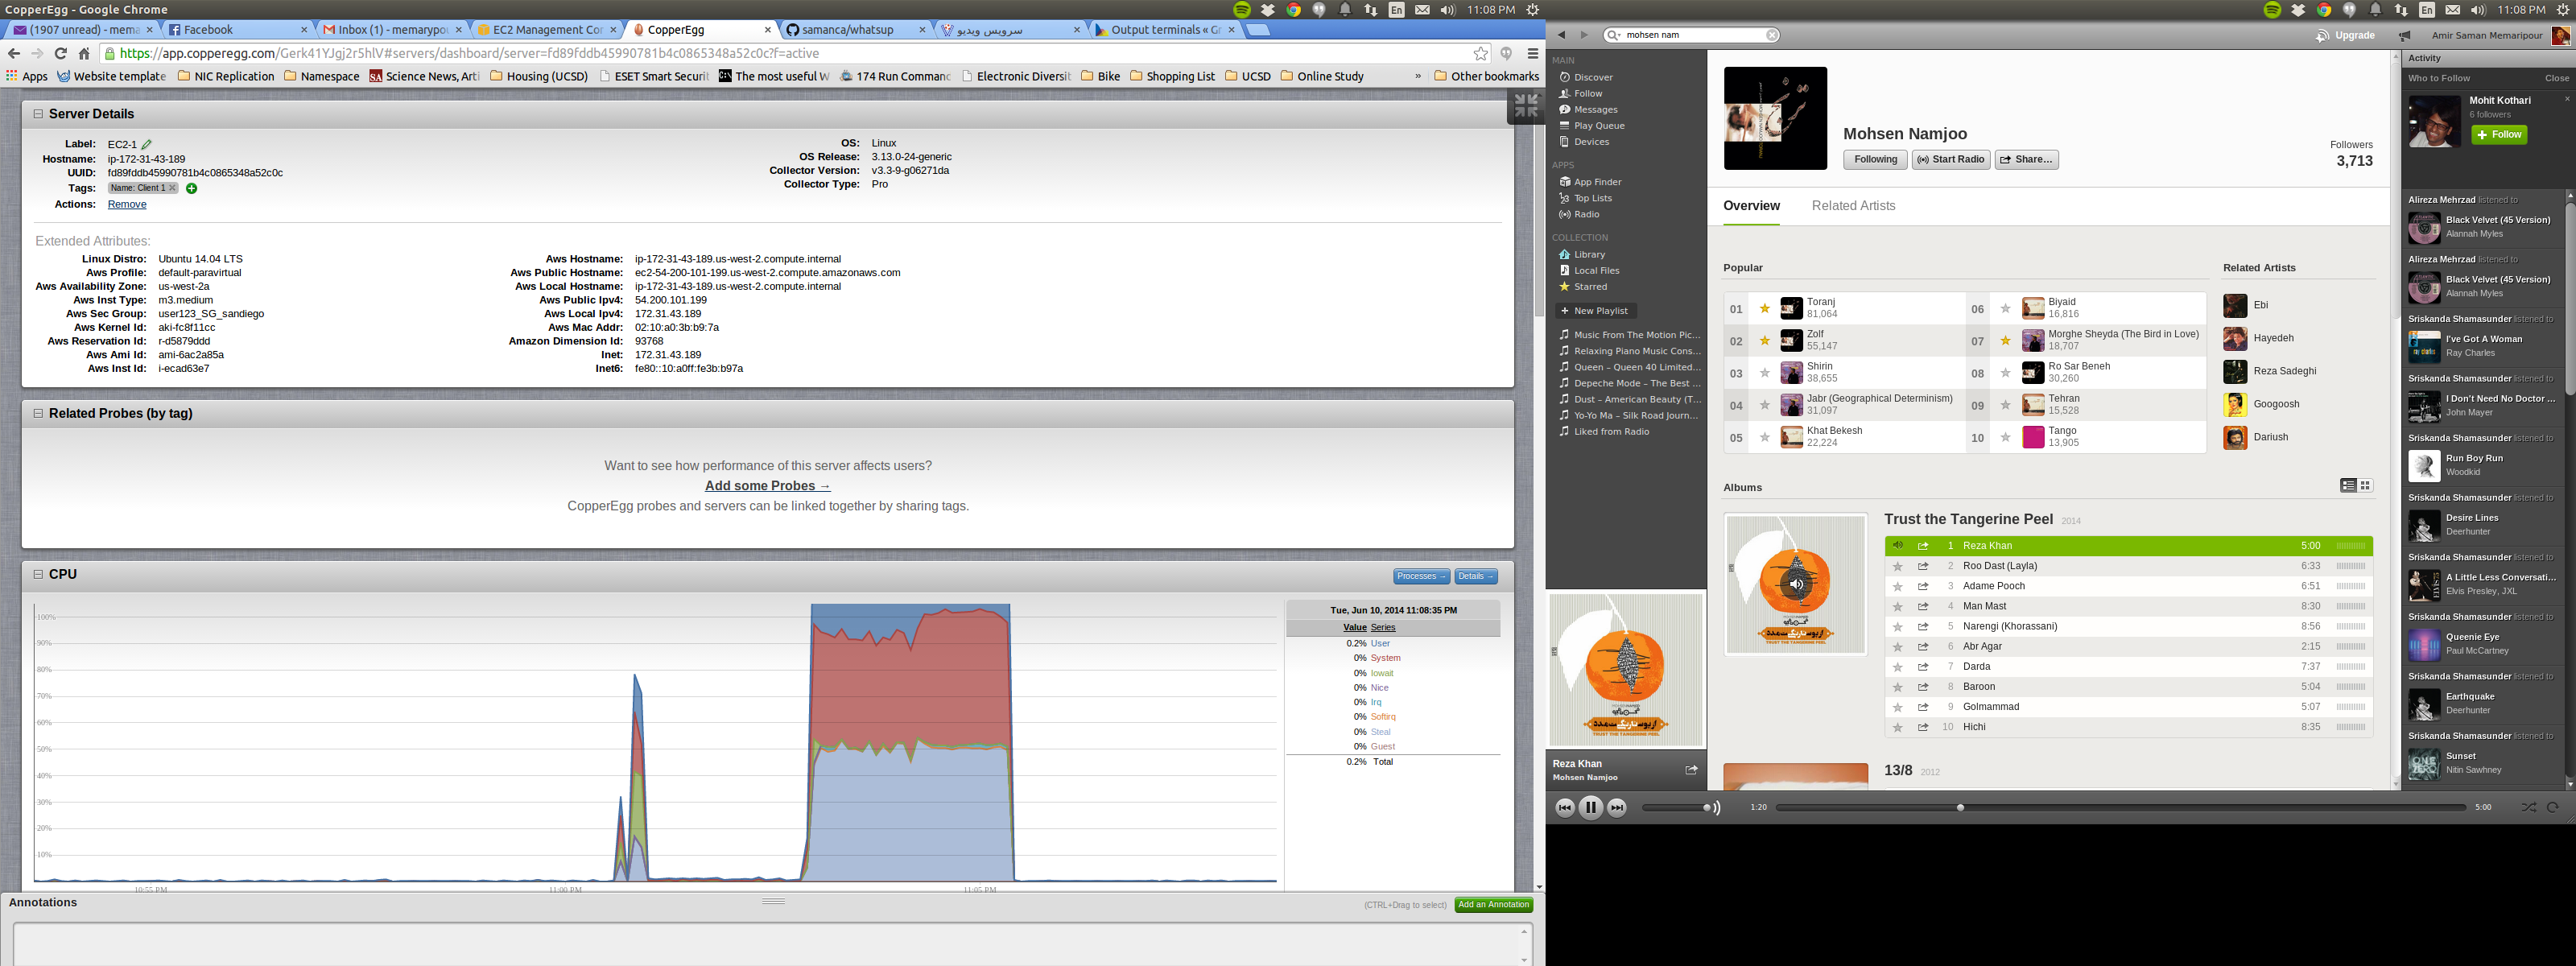 CopperEgg - Google Chrome
En 11:08 PM
(1907 unread) - mema
Facebook
Inbox (1) - memarypou
EC2 Management Con
CopperEgg
samanca/whatsup
سرویس ویدیو
Output terminals « Gr
https://app.copperegg.com/Gerk41YJgj2r5hlV#servers/dashboard/server=fd89fddb45990781b4c0865348a52c0c?f=active
Apps Website template NIC Replication Namespace Science News, Arti Housing (UCSD) ESET Smart Securit The most useful W 174 Run Comman Electronic Diversit Bike Shopping List UCSD Online Study » Other bookmarks
Server Details
Label: EC2-1
Hostname: ip-172-31-43-189
UUID: fd89fddb45990781b4c0865348a52c0c
Tags: Name: Client 1
Actions: Remove
OS: Linux
OS Release: 3.13.0-24-generic
Collector Version: v3.3-9-g06271da
Collector Type: Pro
Extended Attributes:
Linux Distro: Ubuntu 14.04 LTS
Aws Profile: default-paravirtual
Aws Availability Zone: us-west-2a
Aws Inst Type: m3.medium
Aws Sec Group: user123_SG_sandiego
Aws Kernel Id: aki-fc8f11cc
Aws Reservation Id: r-d5879ddd
Aws Ami Id: ami-6ac2a85a
Aws Inst Id: i-ecad63e7
Aws Hostname: ip-172-31-43-189.us-west-2.compute.internal
Aws Public Hostname: ec2-54-200-101-199.us-west-2.compute.amazonaws.com
Aws Local Hostname: ip-172-31-43-189.us-west-2.compute.internal
Aws Public Ipv4: 54.200.101.199
Aws Local Ipv4: 172.31.43.189
Aws Mac Addr: 02:10:a0:3b:b9:7a
Amazon Dimension Id: 93768
Inet: 172.31.43.189
Inet6: fe80::10:a0ff:fe3b:b97a
Related Probes (by tag)
Want to see how performance of this server affects users?
Add some Probes →
CopperEgg probes and servers can be linked together by sharing tags.
CPU
Processes → Details →
100%
90%
80%
70%
60%
50%
40%
30%
20%
10%
10:55 PM 11:00 PM 11:05 PM
Tue, Jun 10, 2014 11:08:35 PM
Value Series
0.2% User
0% System
0% Iowait
0% Nice
0% Irq
0% Softirq
0% Steal
0% Guest
0.2% Total
Annotations
(CTRL+Drag to select) Add an Annotation
En 11:08 PM
mohsen nam
Upgrade
Amir Saman Memaripour
MAIN
Discover
Follow
Messages
Play Queue
Devices
APPS
App Finder
Top Lists
Radio
COLLECTION
Library
Local Files
Starred
+ New Playlist
Music From The Motion Pic...
Relaxing Piano Music Cons...
Queen – Queen 40 Limited...
Depeche Mode – The Best ...
Dust – American Beauty (T...
Yo-Yo Ma – Silk Road Journ...
Liked from Radio
TRUST THE TANGERINE PEEL
Reza Khan
Mohsen Namjoo
Mohsen Namjoo
Following Start Radio Share...
Followers
3,713
Overview Related Artists
Popular
01 Toranj
81,064
02 Zolf
55,147
03 Shirin
38,655
04 Jabr (Geographical Determinism)
31,097
05 Khat Bekesh
22,224
06 Biyaid
16,816
07 Morghe Sheyda (The Bird in Love)
18,707
08 Ro Sar Beneh
30,260
09 Tehran
15,528
10 Tango
13,905
Related Artists
Ebi
Hayedeh
Reza Sadeghi
Googoosh
Dariush
Albums
TRUST THE TANGERINE PEEL
Trust the Tangerine Peel 2014
1 Reza Khan 5:00
2 Roo Dast (Layla) 6:33
3 Adame Pooch 6:51
4 Man Mast 8:30
5 Narengi (Khorassani) 8:56
6 Abr Agar 2:15
7 Darda 7:37
8 Baroon 5:04
9 Golmammad 5:07
10 Hichi 8:35
13/8 2012
1:20 5:00
Activity
Who to Follow Close
Mohit Kothari
6 followers
+ Follow
Alireza Mehrzad listened to
Black Velvet (45 Version)
Alannah Myles
Alireza Mehrzad listened to
Black Velvet (45 Version)
Alannah Myles
Sriskanda Shamasunder listened to
I've Got A Woman
Ray Charles
Sriskanda Shamasunder listened to
I Don't Need No Doctor ...
John Mayer
Sriskanda Shamasunder listened to
Run Boy Run
Woodkid
Sriskanda Shamasunder listened to
Desire Lines
Deerhunter
Sriskanda Shamasunder listened to
A Little Less Conversati...
Elvis Presley, JXL
Sriskanda Shamasunder listened to
Queenie Eye
Paul McCartney
Sriskanda Shamasunder listened to
Earthquake
Deerhunter
Sriskanda Shamasunder listened to
Sunset
Nitin Sawhney